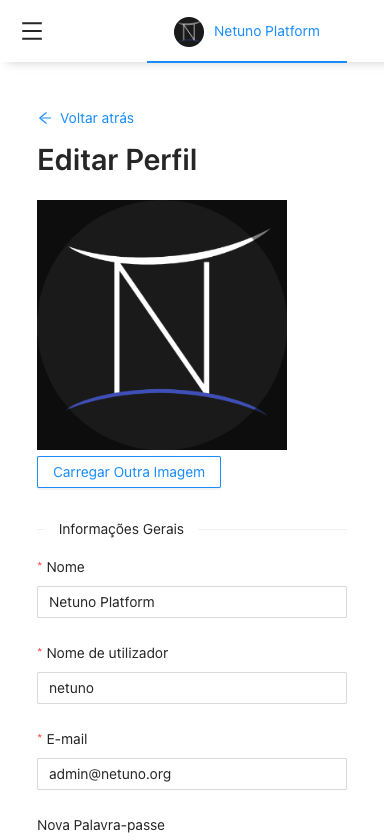 Netuno Platform
Voltar atrás
Editar Perfil
N
Carregar Outra Imagem
Informações Gerais
* Nome
Netuno Platform
* Nome de utilizador
netuno
* E-mail
admin@netuno.org
Nova Palavra-passe